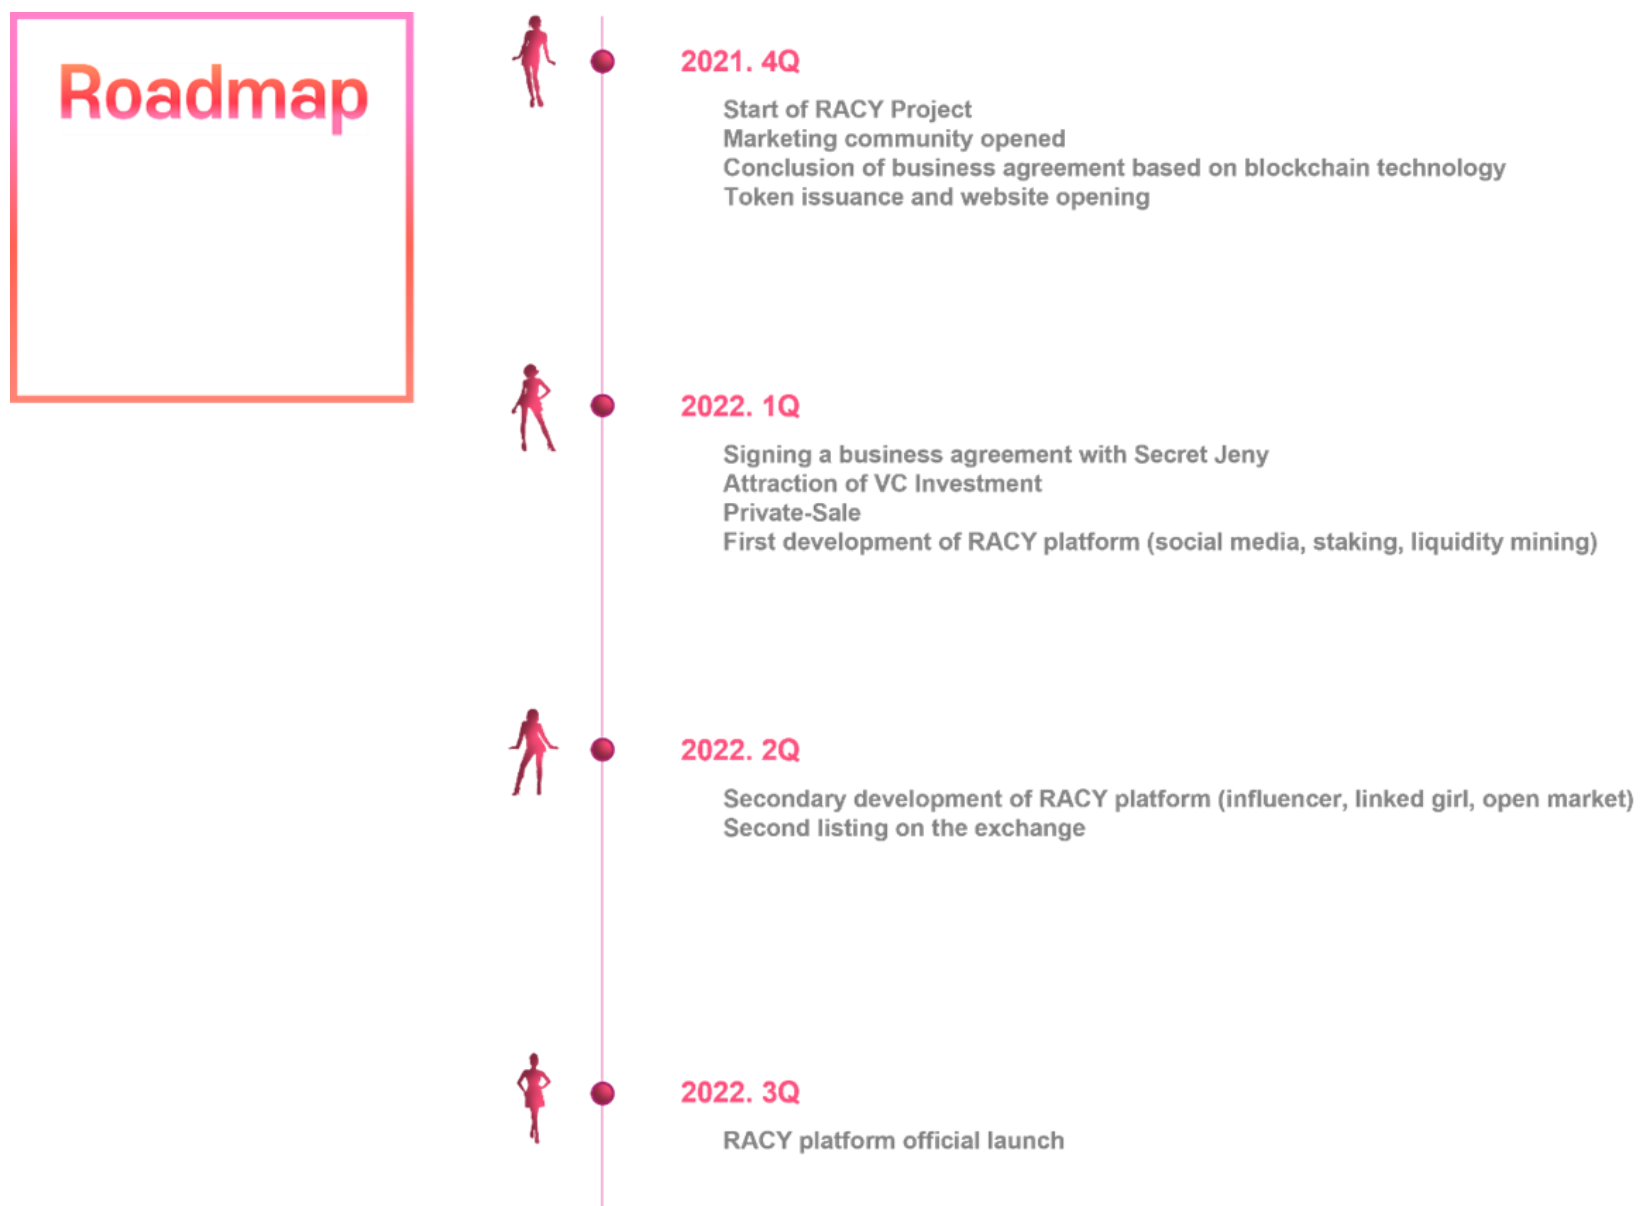 Roadmap
2021. 4Q
Start of RACY Project
Marketing community opened
Conclusion of business agreement based on blockchain technology
Token issuance and website opening
2022. 1Q
Signing a business agreement with Secret Jeny
Attraction of VC Investment
Private-Sale
First development of RACY platform (social media, staking, liquidity mining)
2022. 2Q
Secondary development of RACY platform (influencer, linked girl, open market)
Second listing on the exchange
2022. 3Q
RACY platform official launch